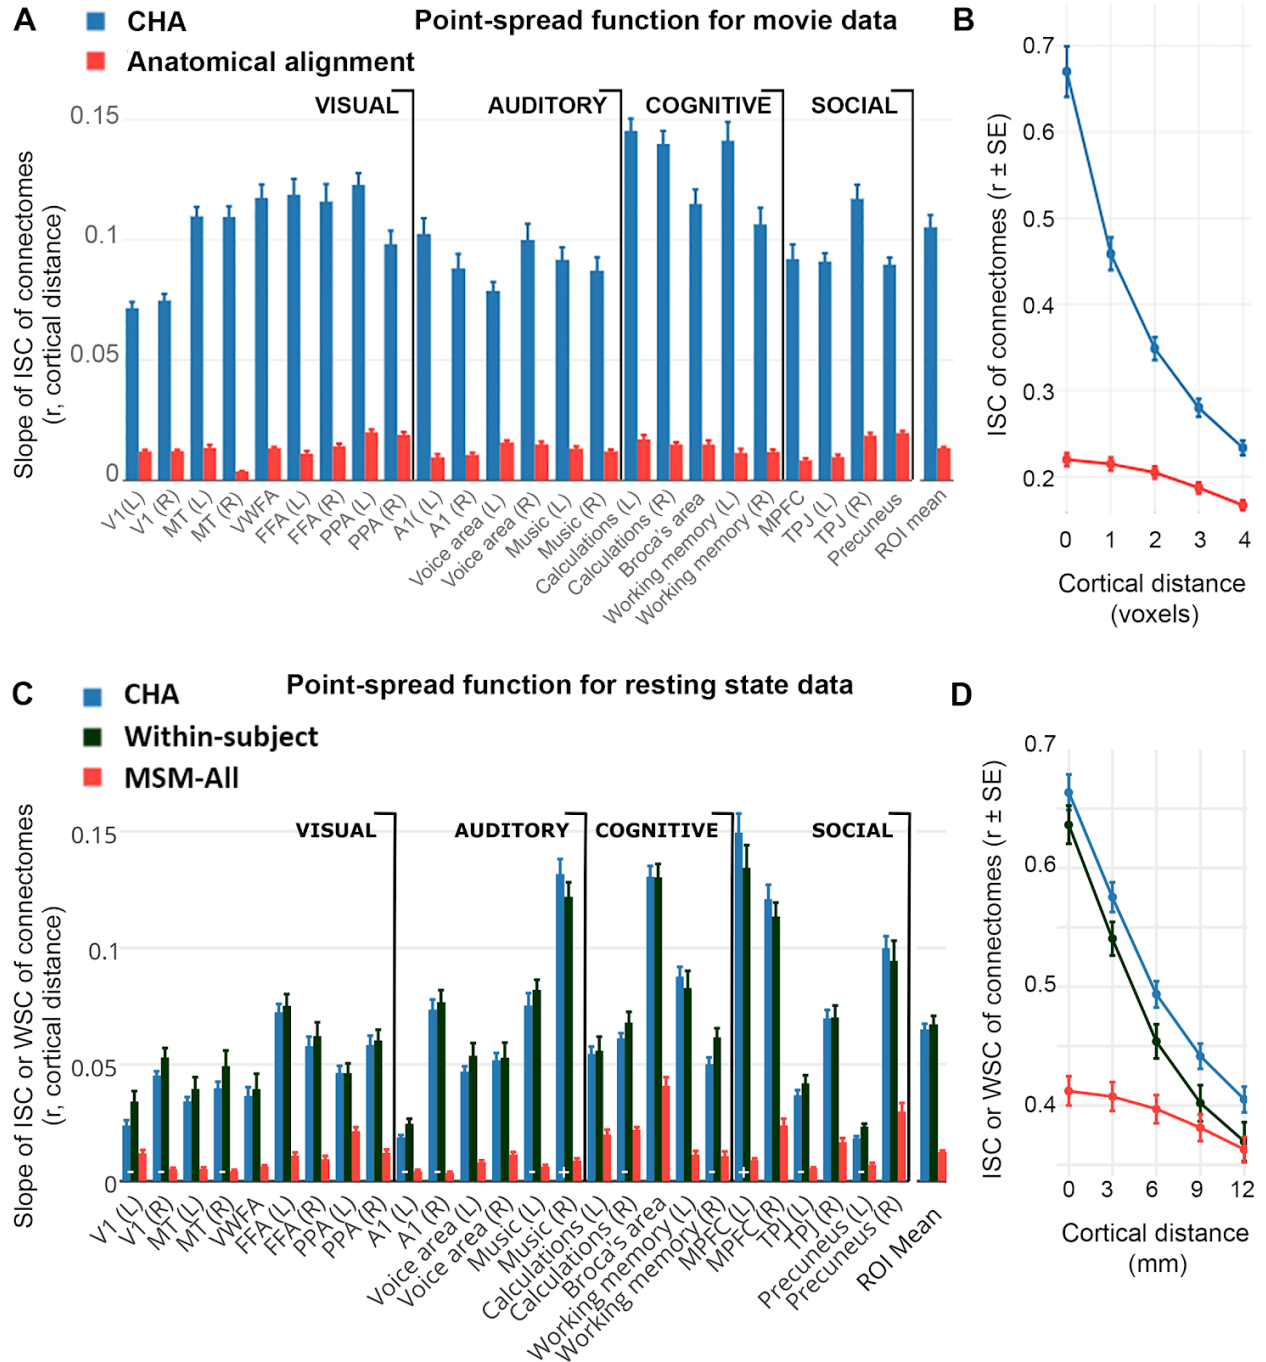 A
CHA
Anatomical alignment
Point-spread function for movie data
VISUAL
AUDITORY
COGNITIVE
SOCIAL
Slope of ISC of connectomes
(r, cortical distance)
0.15
0.1
0.05
0
V1(L)
V1 (R)
MT (L)
MT (R)
VWFA
FFA (L)
FFA (R)
PPA (L)
PPA (R)
A1( (L)
A1 (R)
Voice area (L)
Voice area (R)
Music (L)
Music (R)
Calculations (L)
Calculations (R)
Broca's area
Working memory (L)
Working memory (R)
MPFC
TPJ (L)
TPJ (R)
Precuneus
ROI mean
B
ISC of connectomes (r ± SE)
0.7
0.6
0.5
0.4
0.3
0.2
0 1 2 3 4
Cortical distance
(voxels)
C
CHA
Within-subject
MSM-All
Point-spread function for resting state data
VISUAL
AUDITORY
COGNITIVE
SOCIAL
Slope of ISC or WSC of connectomes
(r, cortical distance)
0.15
0.1
0.05
0
V1 (L)
V1 (R)
MT (L)
MT (R)
VWFA
FFA (L)
FFA (R)
PPA (L)
PPA (R)
A1 (L)
A1 (R)
Voice area (L)
Voice area (R)
Music (L)
Music (R)
Calculations (L)
Calculations (R)
Broca's area
Working memory (L)
Working memory (R)
MPFC (L)
MPFC (R)
TPJ (L)
TPJ (R)
Precuneus (L)
Precuneus (R)
ROI Mean
D
ISC or WSC of connectomes (r ± SE)
0.7
0.6
0.5
0.4
0 3 6 9 12
Cortical distance
(mm)